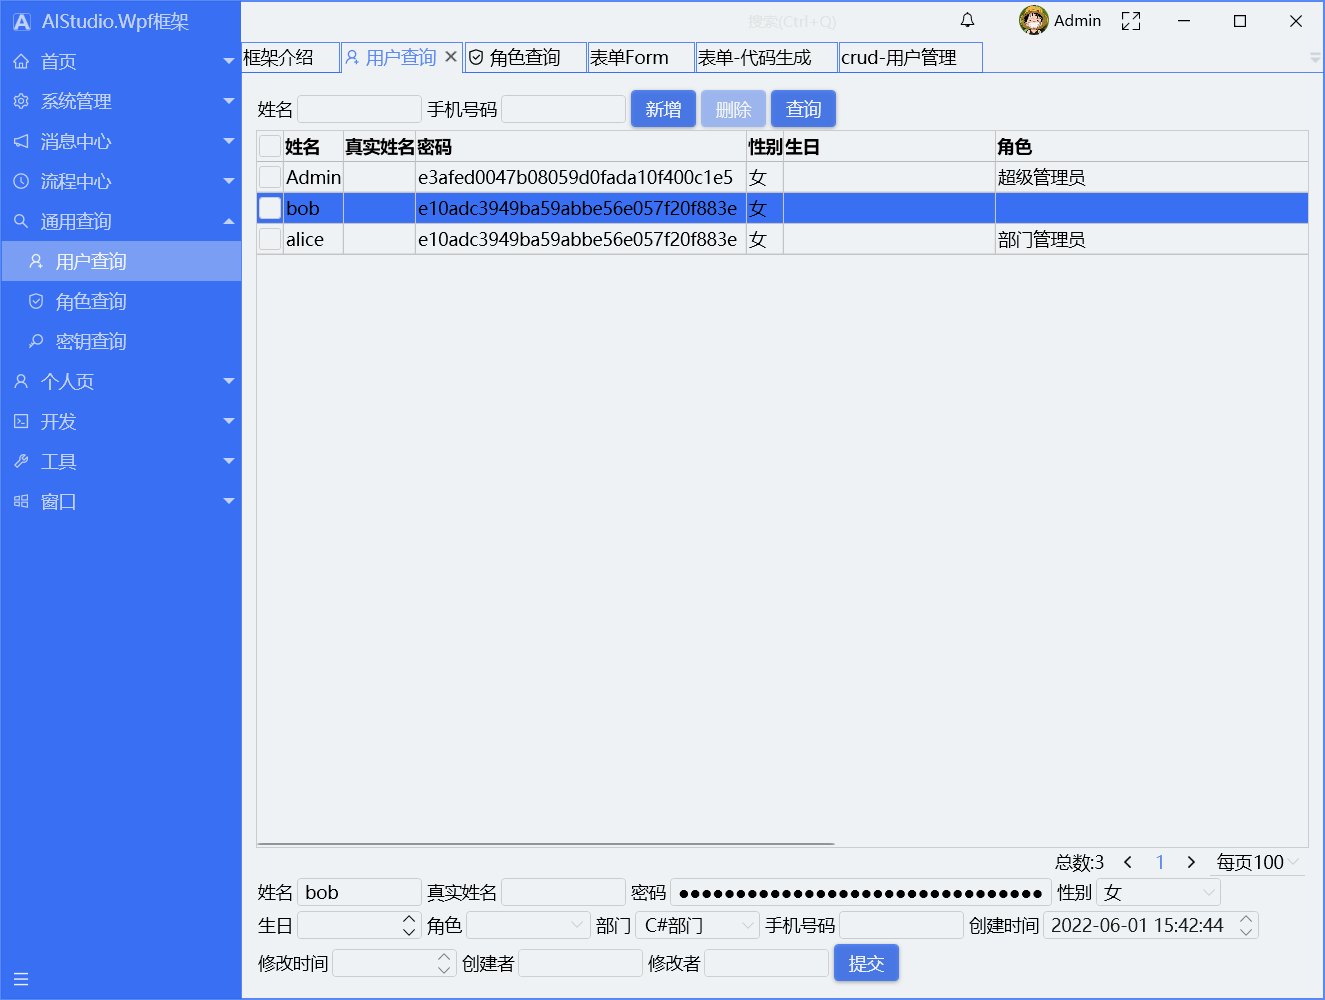 AIStudio.Wpf框架
搜索(Ctrl+Q)
Admin
首页
系统管理
消息中心
流程中心
通用查询
用户查询
角色查询
密钥查询
个人页
开发
工具
窗口
框架介绍 用户查询 角色查询 表单Form 表单-代码生成 crud-用户管理
姓名 手机号码 新增 删除 查询
姓名 真实姓名 密码 性别 生日 角色
Admin e3afed0047b08059d0fada10f400c1e5 女 超级管理员
bob e10adc3949ba59abbe56e057f20f883e 女
alice e10adc3949ba59abbe56e057f20f883e 女 部门管理员
总数:3 1 每页100
姓名 bob 真实姓名 密码 ●●●●●●●●●●●●●●●●●●●●●●●●●●●●●●●● 性别 女
生日 角色 部门 C#部门 手机号码 创建时间 2022-06-01 15:42:44
修改时间 创建者 修改者 提交